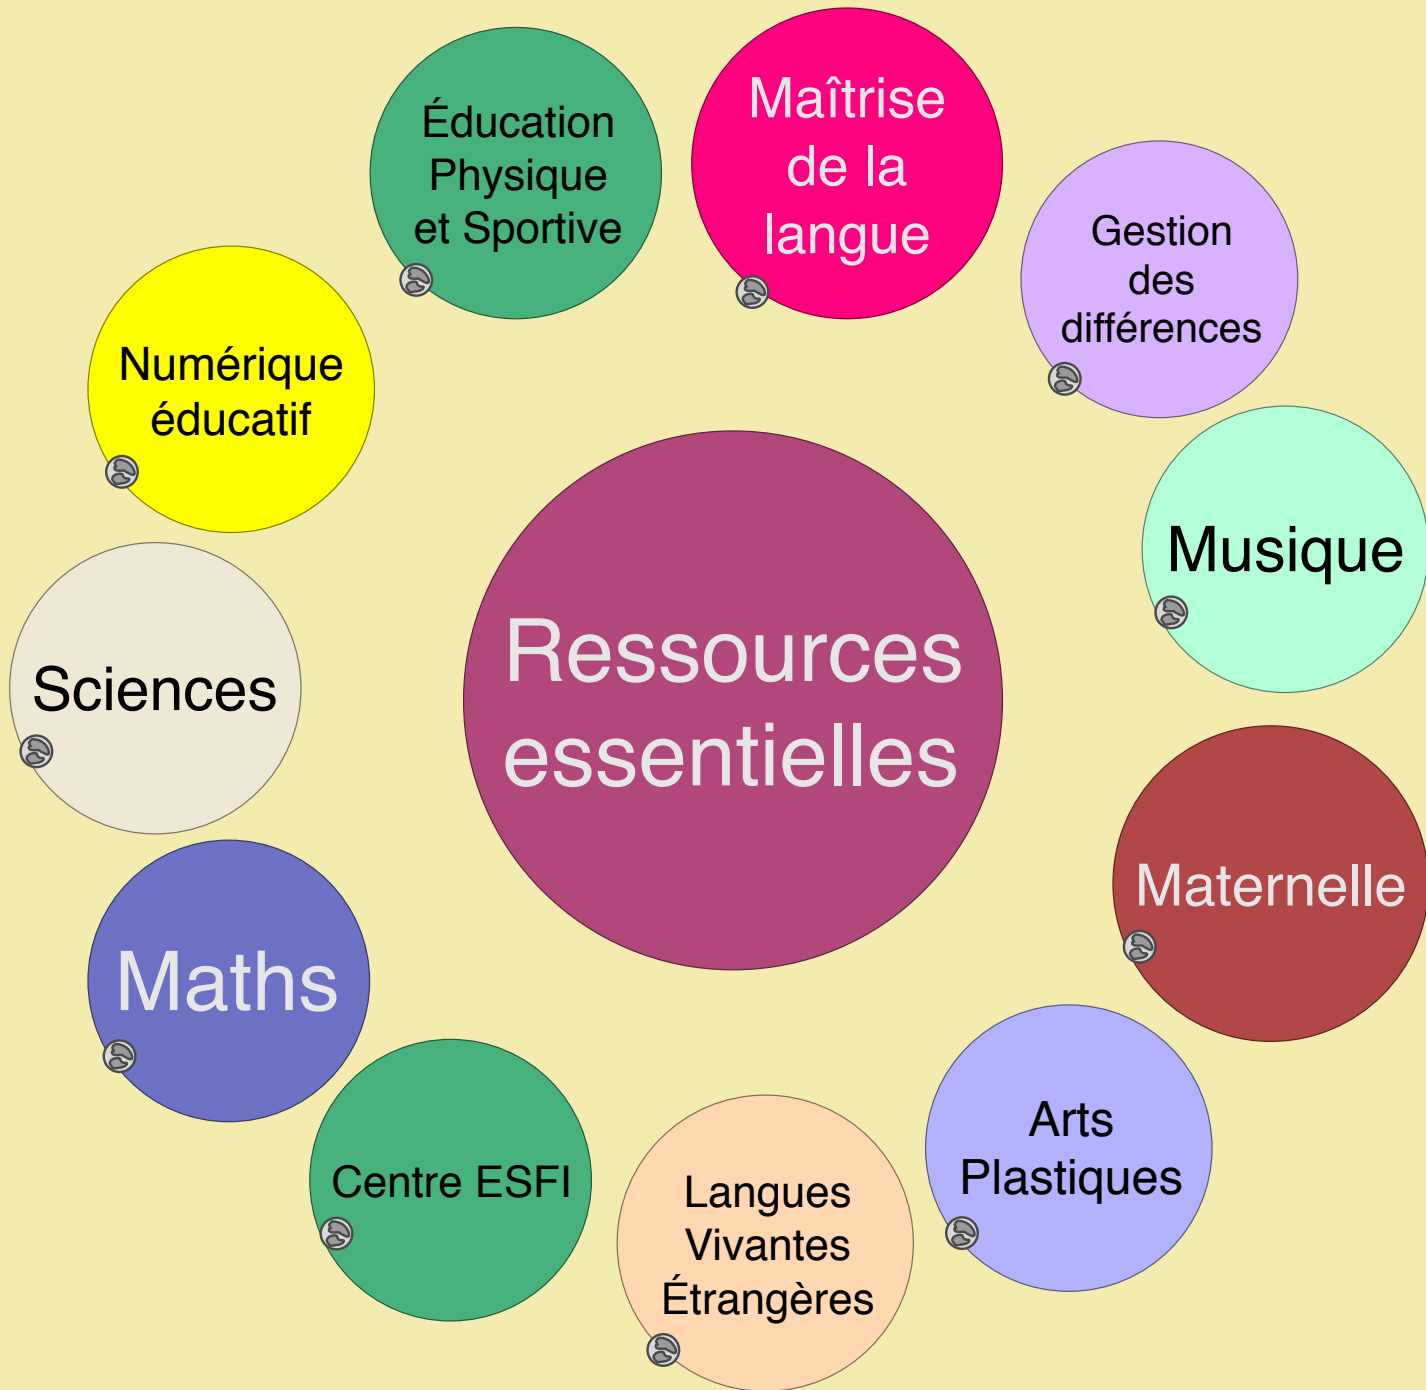 Éducation
Physique
et Sportive
Maîtrise
de la
langue
Gestion
des
différences
Numérique
éducatif
Musique
Ressources
essentielles
Sciences
Maternelle
Maths
Arts
Plastiques
Centre ESFI
Langues
Vivantes
Étrangères